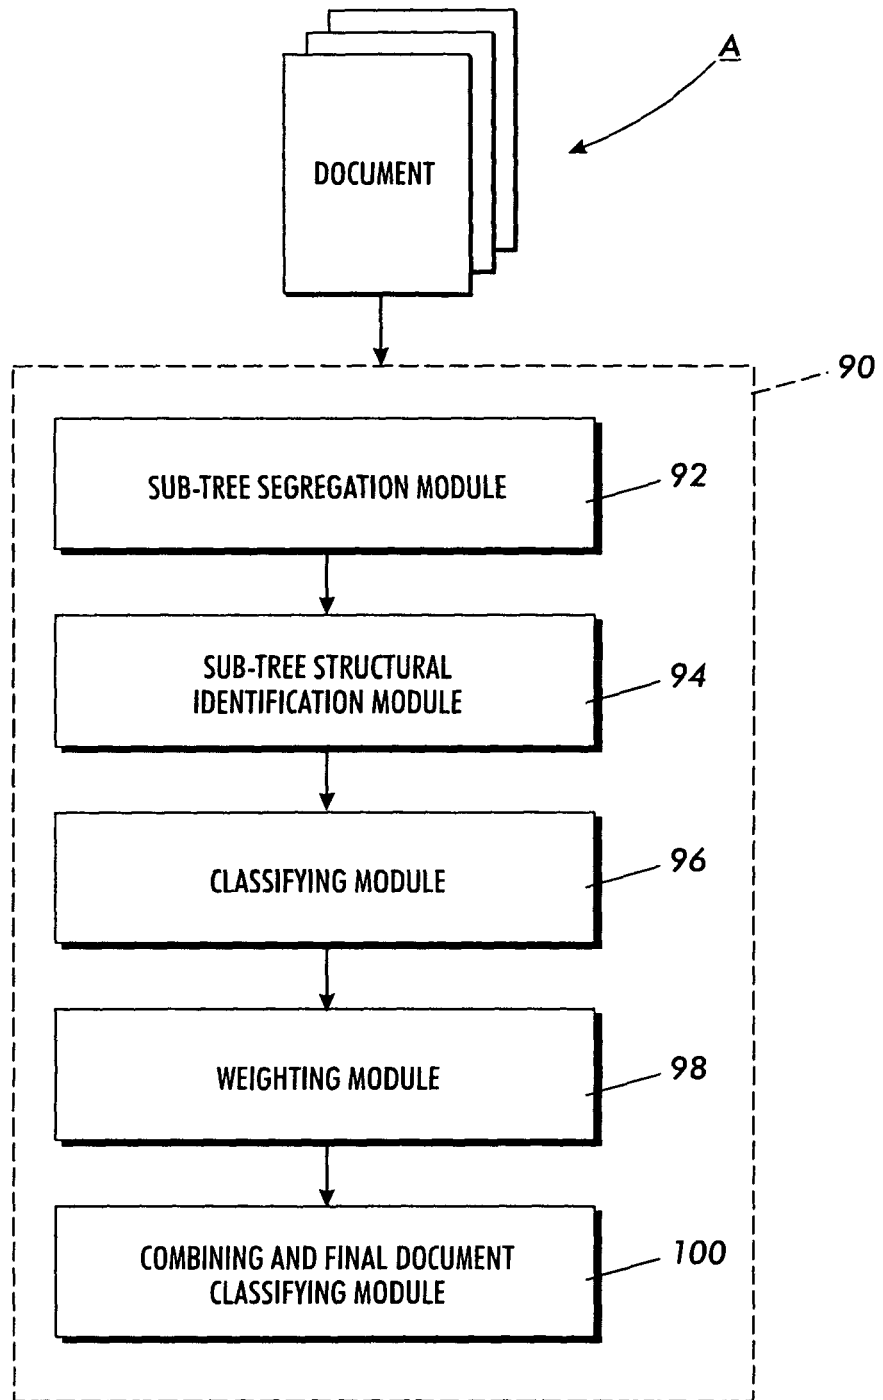 A
DOCUMENT
90
SUB-TREE SEGREGATION MODULE
92
SUB-TREE STRUCTURAL
IDENTIFICATION MODULE
94
CLASSIFYING MODULE
96
WEIGHTING MODULE
98
COMBINING AND FINAL DOCUMENT
CLASSIFYING MODULE
100